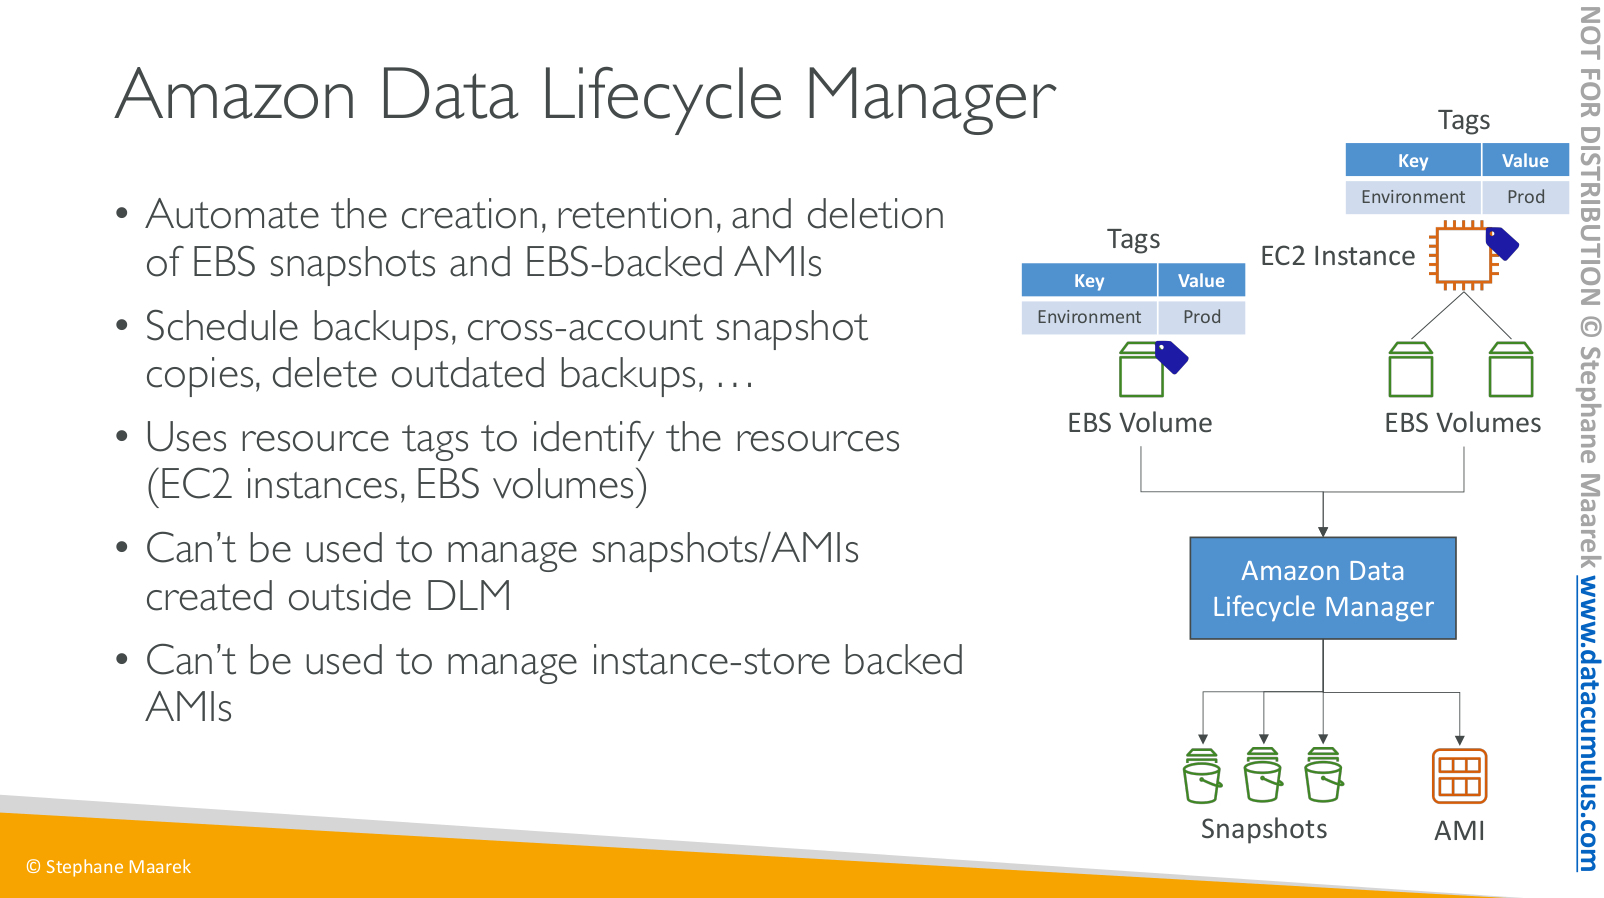 Amazon Data Lifecycle Manager
• Automate the creation, retention, and deletion
of EBS snapshots and EBS-backed AMIs
• Schedule backups, cross-account snapshot
copies, delete outdated backups, …
• Uses resource tags to identify the resources
(EC2 instances, EBS volumes)
• Can’t be used to manage snapshots/AMIs
created outside DLM
• Can’t be used to manage instance-store backed
AMIs
Tags
Key Value
Environment Prod
EBS Volume
Tags
Key Value
Environment Prod
EC2 Instance
EBS Volumes
Amazon Data
Lifecycle Manager
Snapshots
AMI
© Stephane Maarek
NOT FOR DISTRIBUTION © Stephane Maarek www.datacumulus.com